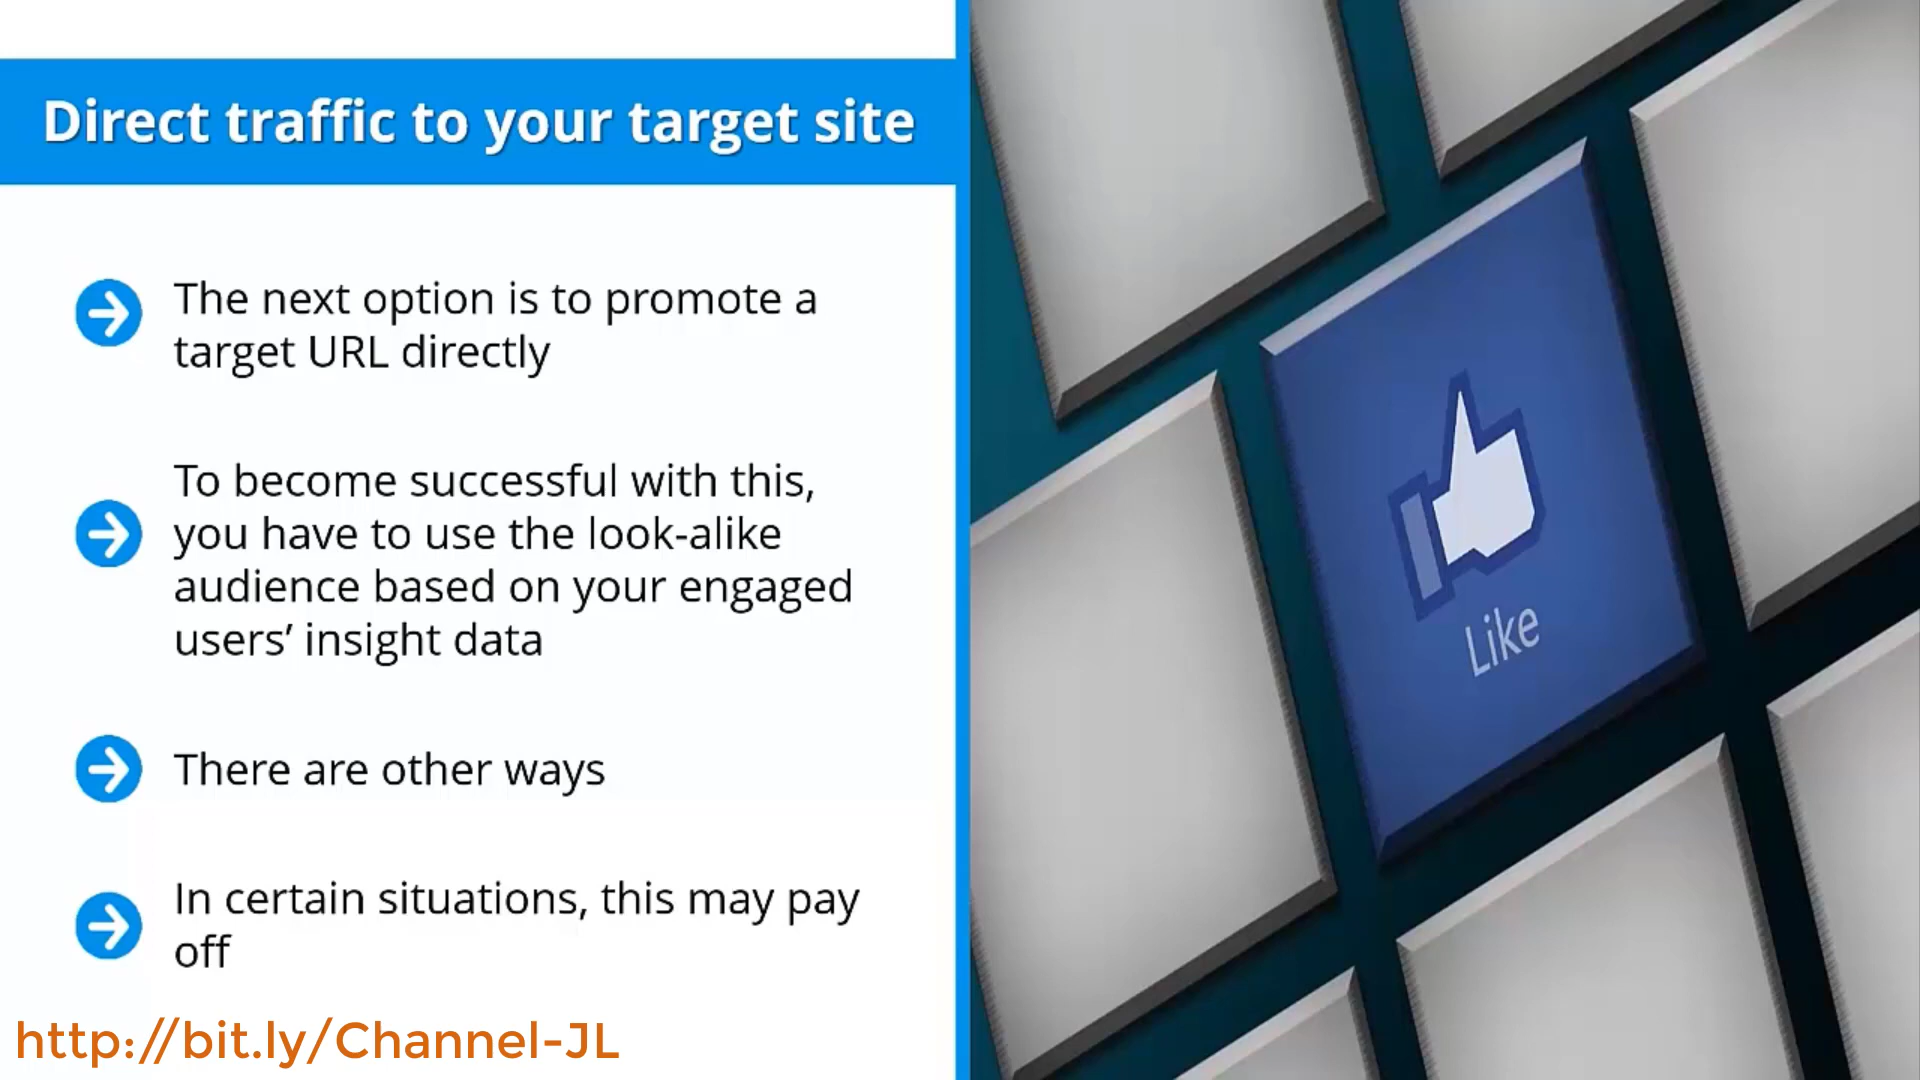 Direct traffic to your target site
The next option is to promote a
target URL directly
To become successful with this,
you have to use the look-alike
audience based on your engaged
users’ insight data
There are other ways
In certain situations, this may pay
off
http://bit.ly/Channel-JL
Like